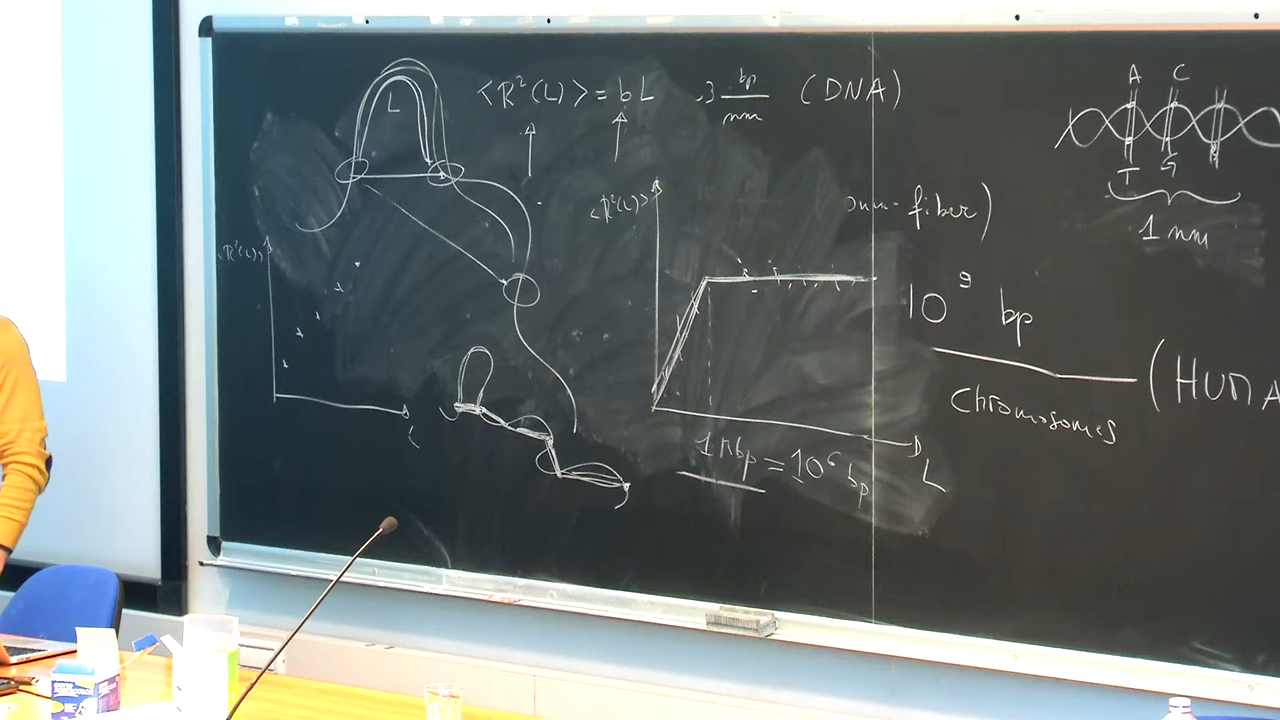 L
<R²(L)> = bL
,3 bp/nm (DNA)
A C
T G
1 nm
<R²(L)>
<R²(L)>
nm-fiber)
10⁹ bp
Chromosomes
(HUMA
1 Mbp = 10⁶ bp
L